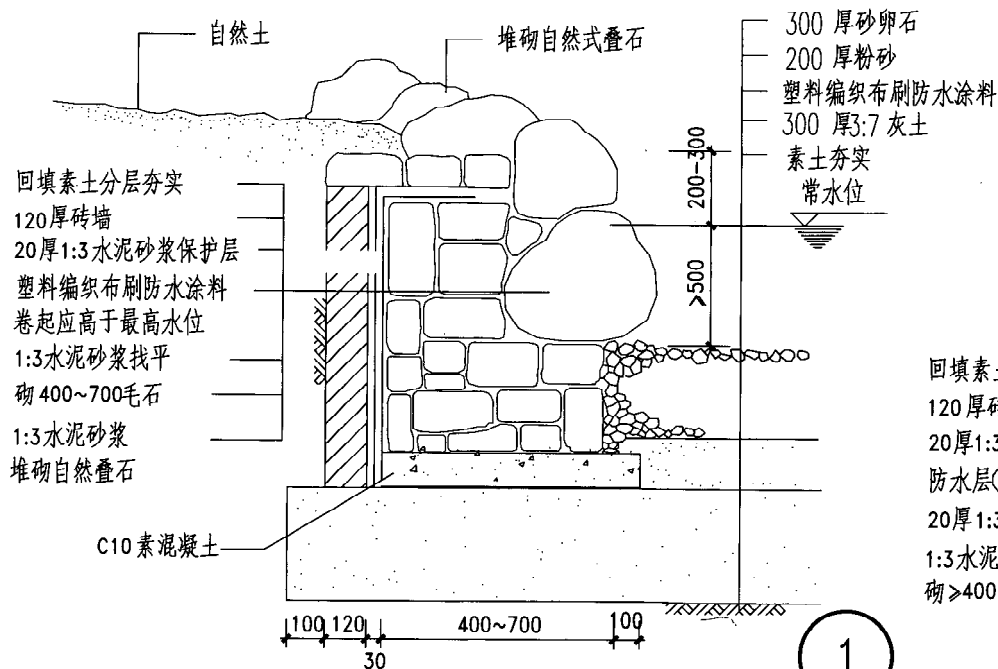 自然土
堆砌自然式叠石
300 厚砂卵石
200 厚粉砂
塑料编织布刷防水涂料
300 厚3:7 灰土
素土夯实
常水位
200-300
>500
回填素土分层夯实
120厚砖墙
20厚1:3水泥砂浆保护层
塑料编织布刷防水涂料
卷起应高于最高水位
1:3水泥砂浆找平
砌400~700毛石
1:3水泥砂浆
堆砌自然叠石
C10素混凝土
回填素土
120厚砖
20厚1:3
防水层(
20厚1:3
1:3水泥
砌≥400
100
120
30
400~700
100
1